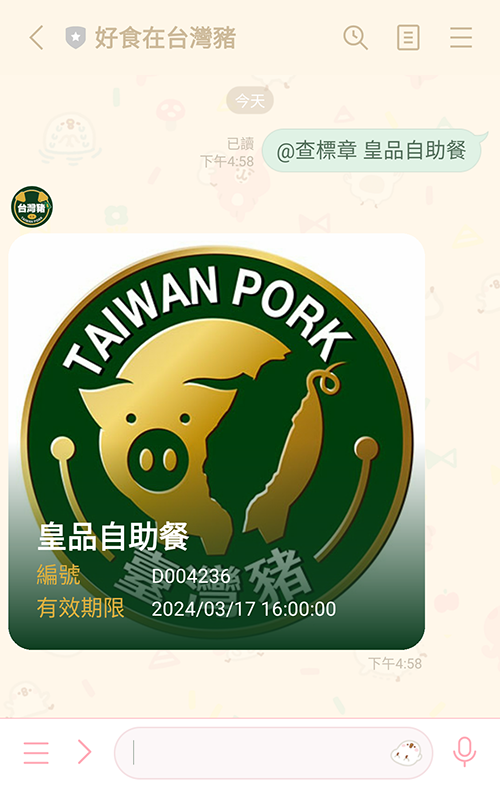 好食在台灣豬
今天
已讀
下午4:58
@查標章 皇品自助餐
台灣豬
TAIWAN PORK
TAIWAN PORK
臺灣豬
皇品自助餐
編號 D004236
有效期限 2024/03/17 16:00:00
下午4:58